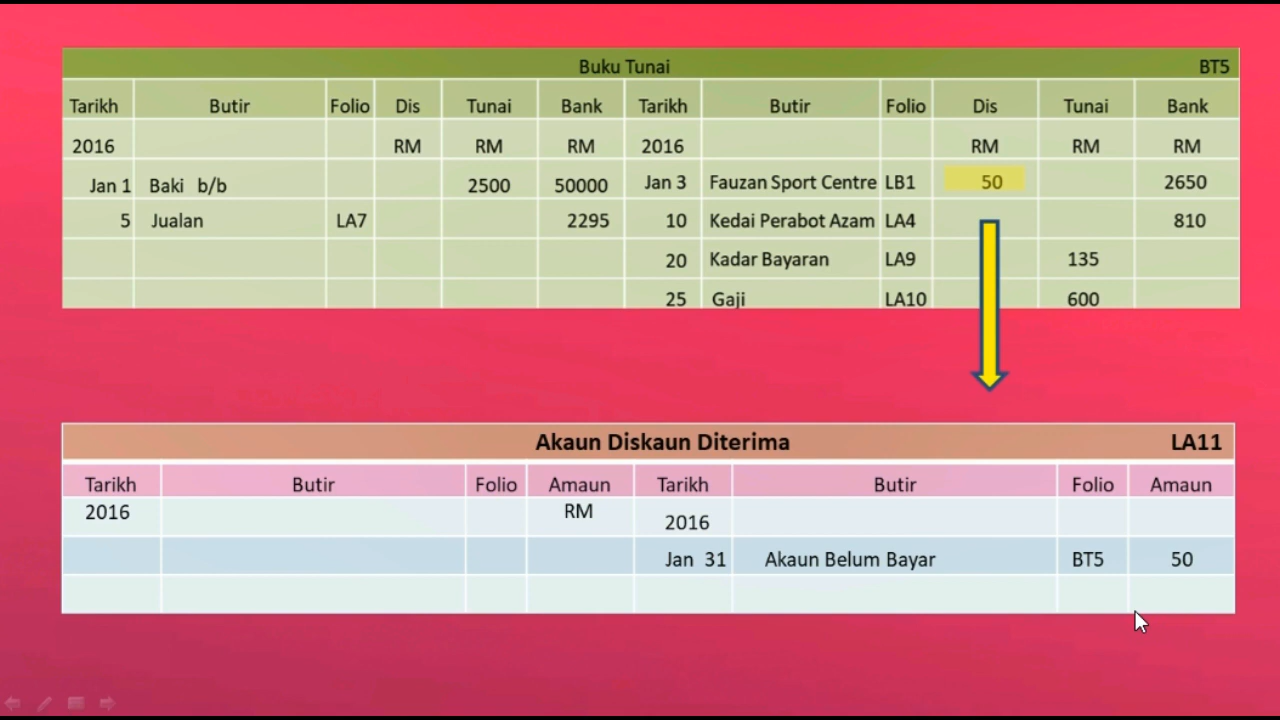 Buku Tunai BT5
Tarikh Butir Folio Dis Tunai Bank Tarikh Butir Folio Dis Tunai Bank
2016 RM RM RM 2016 RM RM RM
Jan 1 Baki b/b 2500 50000 Jan 3 Fauzan Sport Centre LB1 50 2650
5 Jualan LA7 2295 10 Kedai Perabot Azam LA4 810
20 Kadar Bayaran LA9 135
25 Gaji LA10 600
Akaun Diskaun Diterima LA11
Tarikh Butir Folio Amaun Tarikh Butir Folio Amaun
2016 RM 2016
Jan 31 Akaun Belum Bayar BT5 50